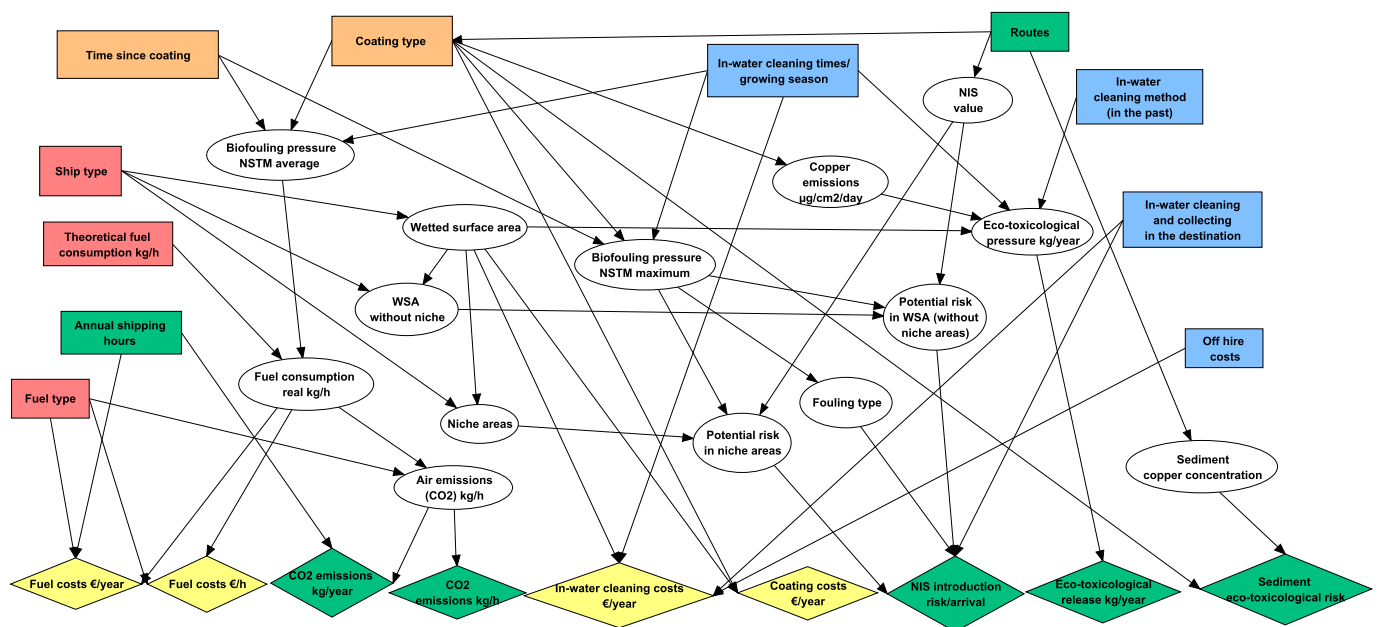 Time since coating
Coating type
In-water cleaning times/
growing season
Routes
NIS
value
In-water
cleaning method
(in the past)
Biofouling pressure
NSTM average
Ship type
Copper
emissions
µg/cm2/day
In-water cleaning
and collecting
in the destination
Theoretical fuel
consumption kg/h
Wetted surface area
Biofouling pressure
NSTM maximum
Eco-toxicological
pressure kg/year
WSA
without niche
Potential risk
in WSA (without
niche areas)
Annual shipping
hours
Off hire
costs
Fuel type
Fuel consumption
real kg/h
Niche areas
Fouling type
Potential risk
in niche areas
Sediment
copper concentration
Air emissions
(CO2) kg/h
Fuel costs €/year
Fuel costs €/h
CO2 emissions
kg/year
CO2
emissions kg/h
In-water cleaning costs
€/year
Coating costs
€/year
NIS introduction
risk/arrival
Eco-toxicological
release kg/year
Sediment
eco-toxicological risk